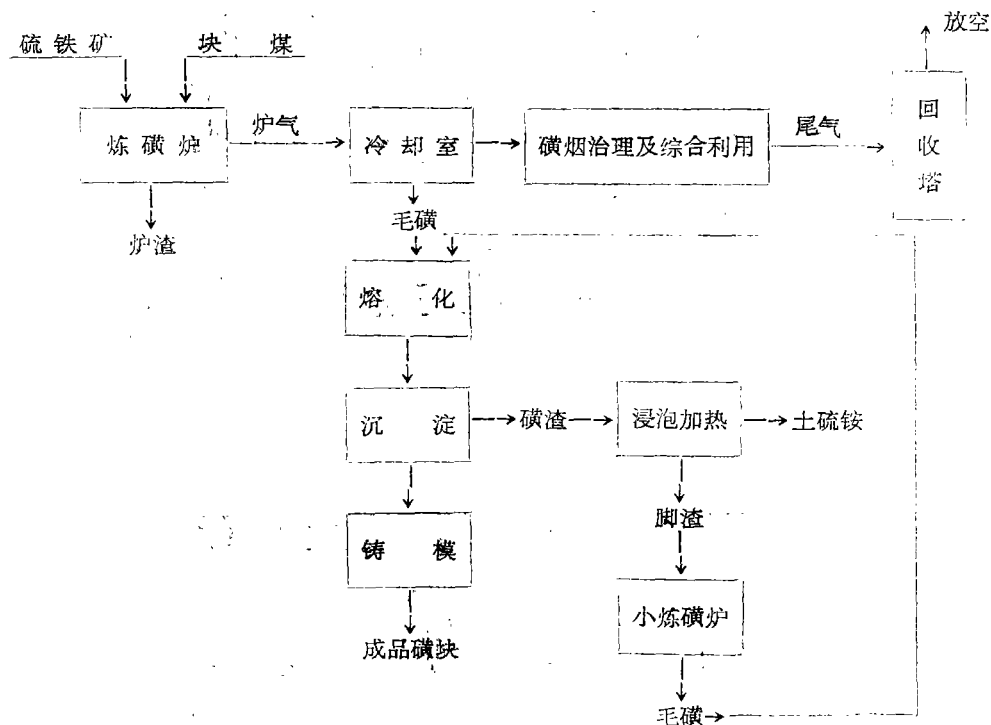 放空
硫铁矿 块煤
炼磺炉
炉气
冷却室
磺烟治理及综合利用
尾气
回收塔
炉渣
毛磺
熔化
沉淀
磺渣
浸泡加热
土硫铵
脚渣
铸模
小炼磺炉
成品磺块
毛磺